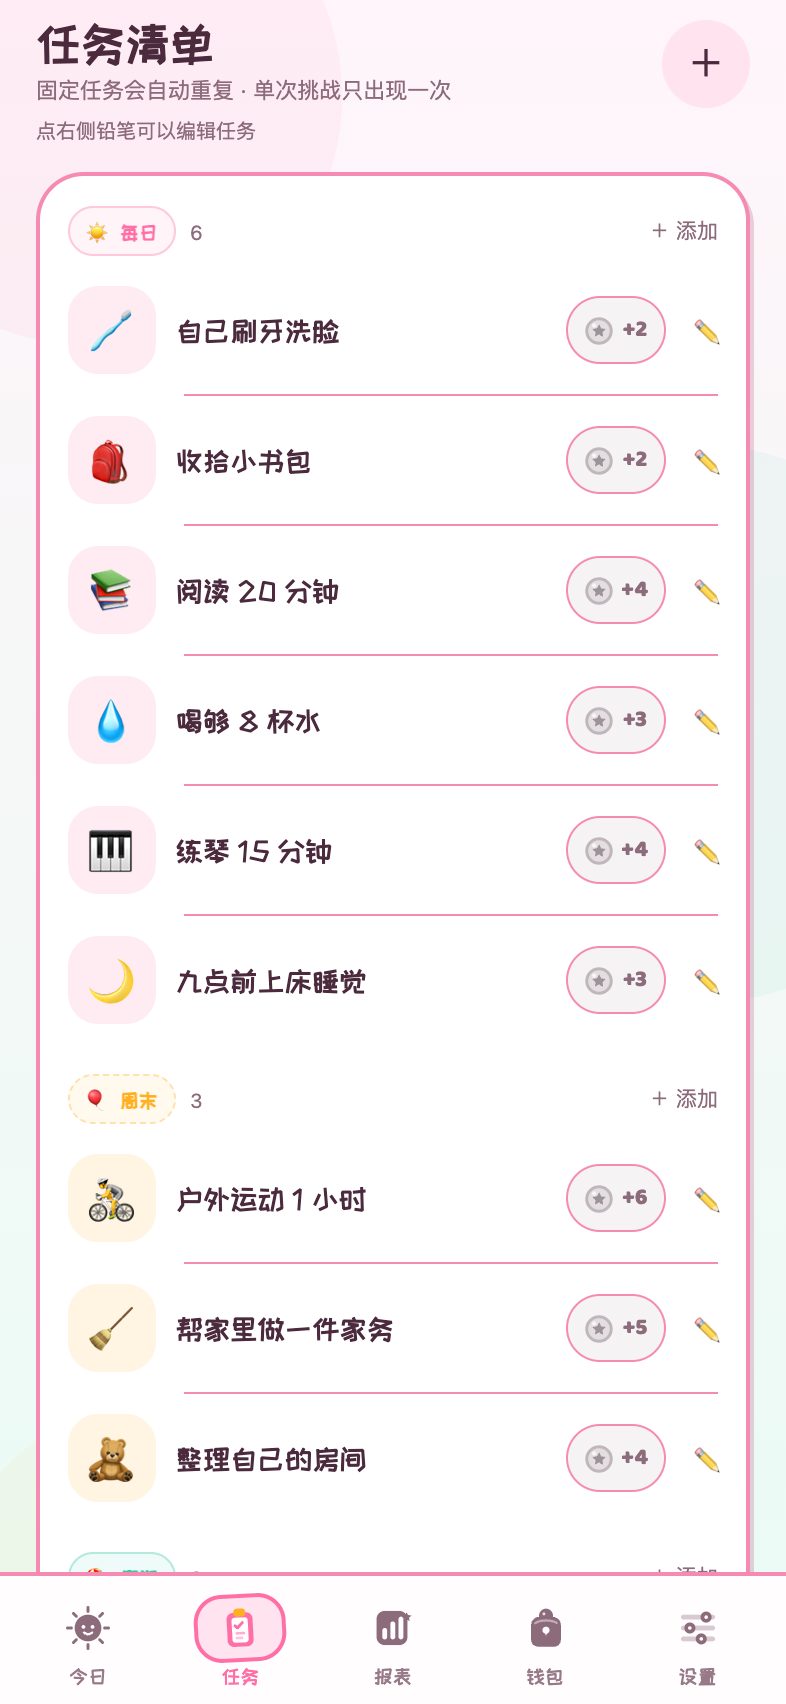 任务清单
固定任务会自动重复 · 单次挑战只出现一次
点右侧铅笔可以编辑任务
每日 6 + 添加
自己刷牙洗脸 +2
收拾小书包 +2
阅读 20 分钟 +4
喝够 8 杯水 +3
练琴 15 分钟 +4
九点前上床睡觉 +3
周末 3 + 添加
户外运动 1 小时 +6
帮家里做一件家务 +5
整理自己的房间 +4
+ 添加
今日 任务 报表 钱包 设置